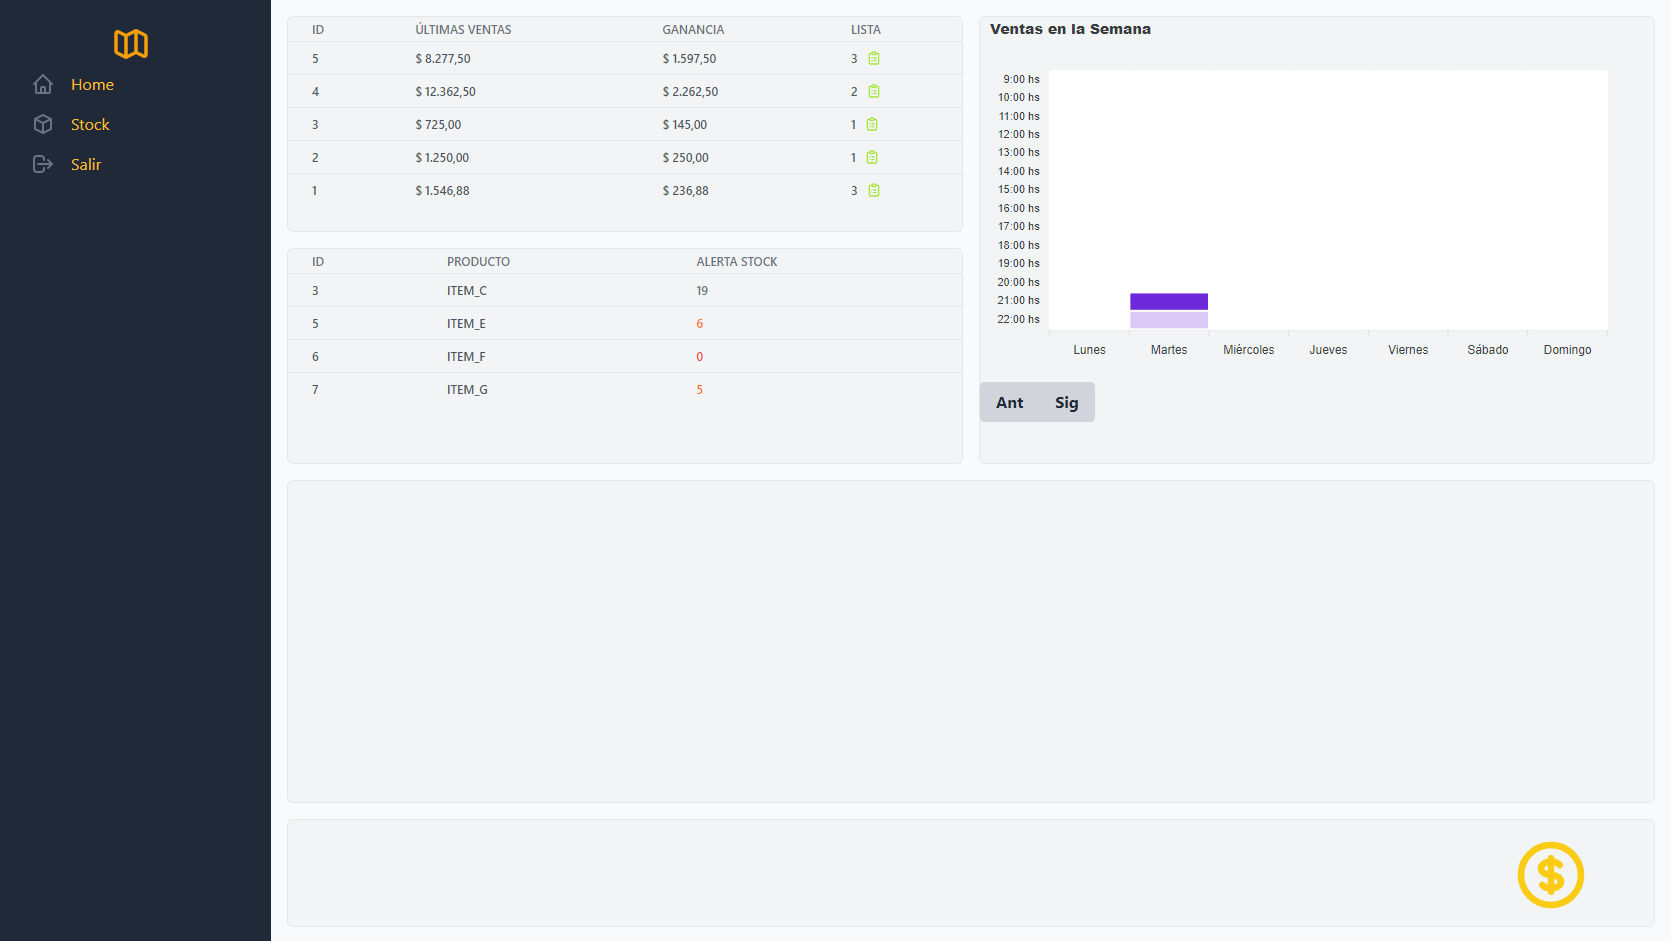 Home
Stock
Salir
ID ÚLTIMAS VENTAS GANANCIA LISTA
5 $ 8.277,50 $ 1.597,50 3
4 $ 12.362,50 $ 2.262,50 2
3 $ 725,00 $ 145,00 1
2 $ 1.250,00 $ 250,00 1
1 $ 1.546,88 $ 236,88 3
ID PRODUCTO ALERTA STOCK
3 ITEM_C 19
5 ITEM_E 6
6 ITEM_F 0
7 ITEM_G 5
Ventas en la Semana
9:00 hs
10:00 hs
11:00 hs
12:00 hs
13:00 hs
14:00 hs
15:00 hs
16:00 hs
17:00 hs
18:00 hs
19:00 hs
20:00 hs
21:00 hs
22:00 hs
Lunes Martes Miércoles Jueves Viernes Sábado Domingo
Ant Sig
$